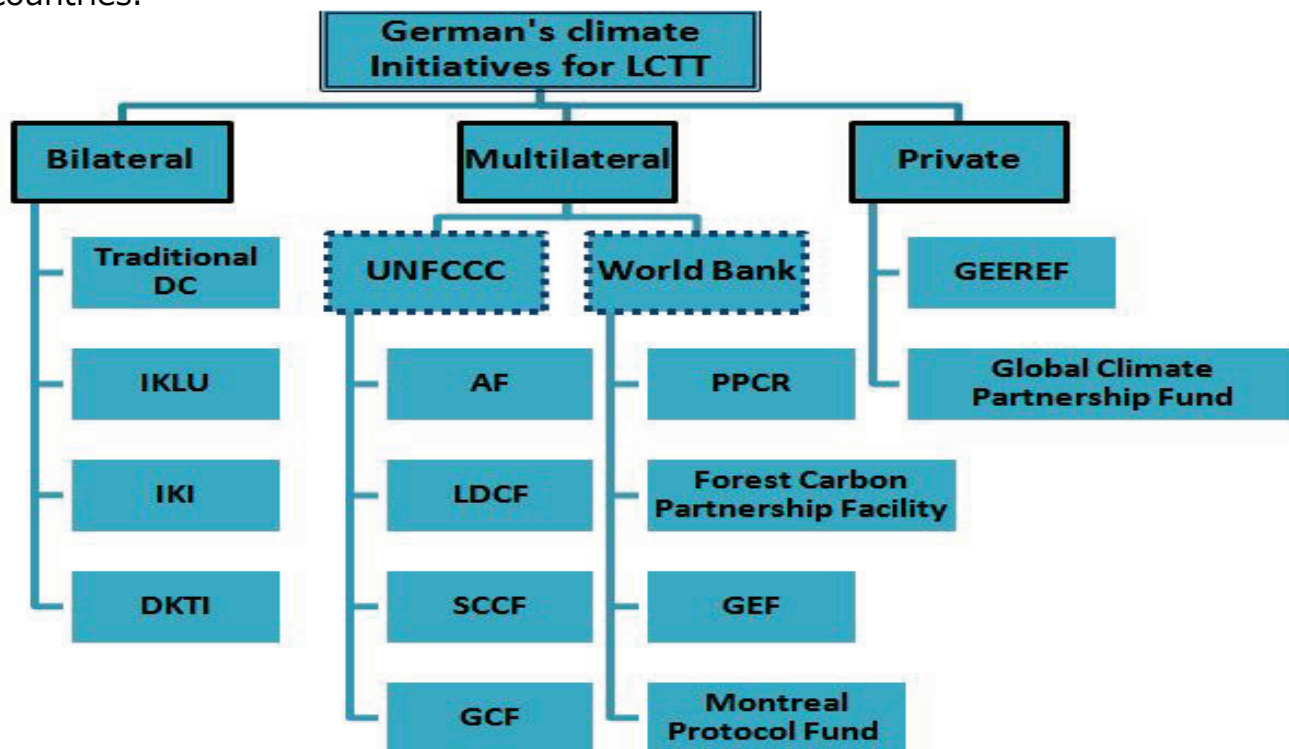 countries.
German's climate
Initiatives for LCTT
Bilateral
Multilateral
Private
Traditional
DC
IKLU
IKI
DKTI
UNFCCC
AF
LDCF
SCCF
GCF
World Bank
PPCR
Forest Carbon
Partnership Facility
GEF
Montreal
Protocol Fund
GEEREF
Global Climate
Partnership Fund